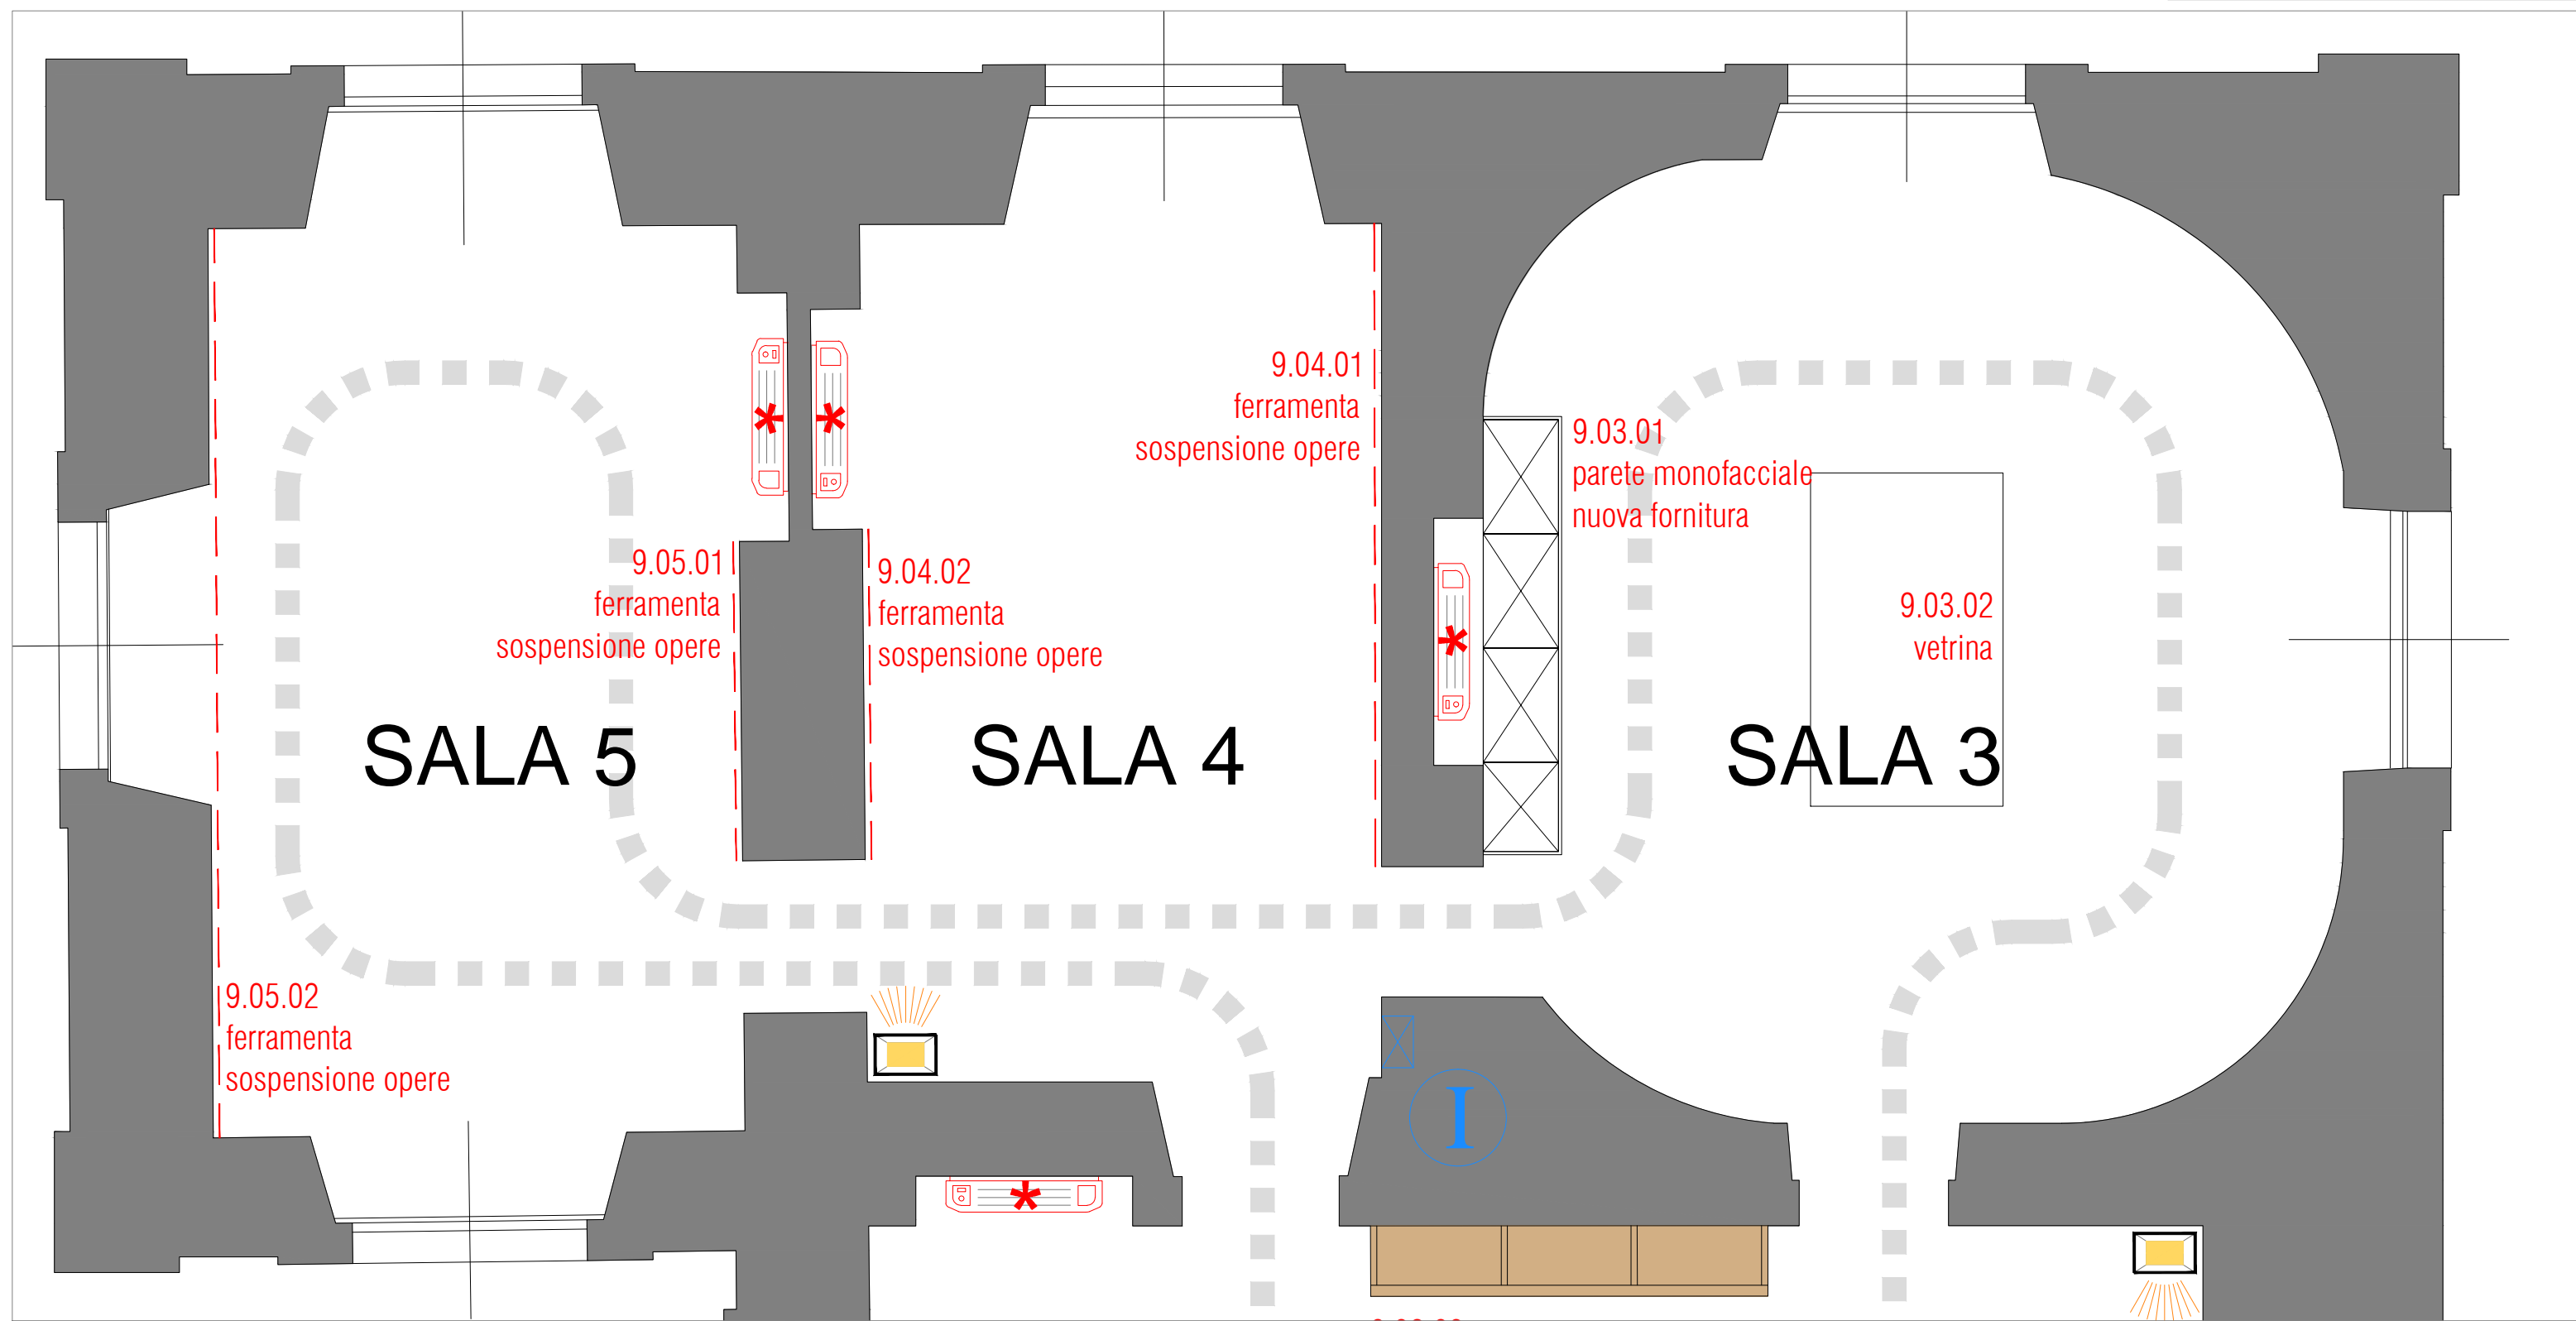 9.04.01
ferramenta
sospensione opere
9.03.01
parete monofacciale
nuova fornitura
9.05.01
ferramenta
sospensione opere
9.04.02
ferramenta
sospensione opere
9.03.02
vetrina
SALA 5
SALA 4
SALA 3
9.05.02
ferramenta
sospensione opere
I